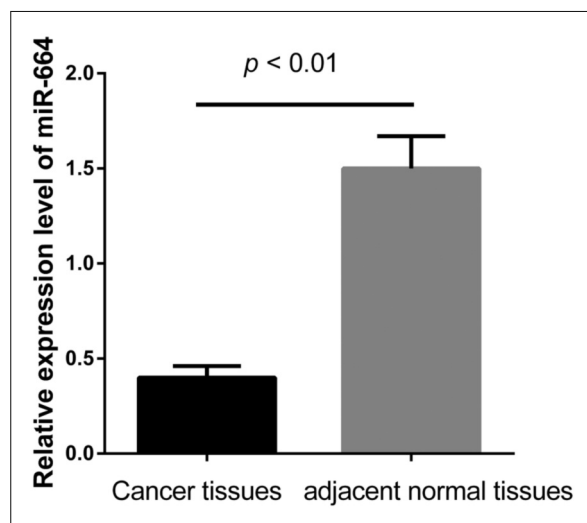 p < 0.01
Relative expression level of miR-664
2.0
1.5
1.0
0.5
0.0
Cancer tissues
adjacent normal tissues